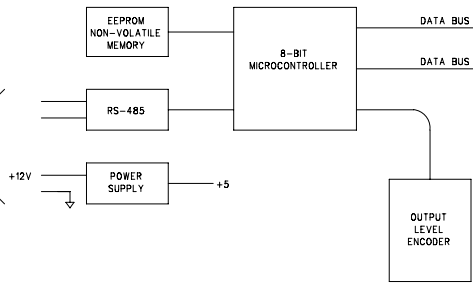 EEPROM
NON-VOLATILE
MEMORY
8-BIT
MICROCONTROLLER
DATA BUS
DATA BUS
RS-485
+12V
POWER
SUPPLY
+5
OUTPUT
LEVEL
ENCODER